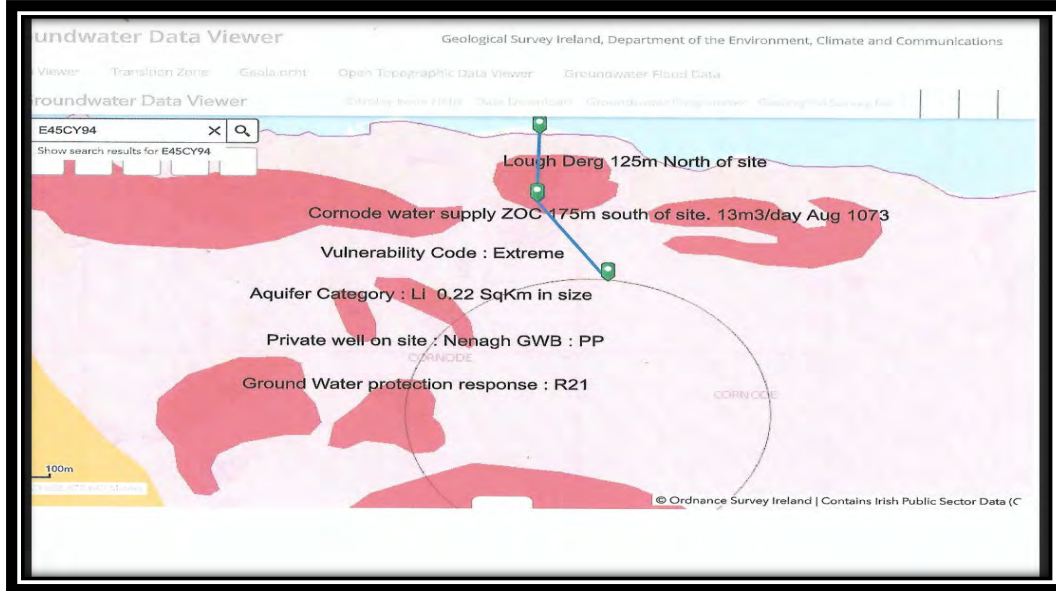 undwater Data Viewer
Geological Survey Ireland, Department of the Environment, Climate and Communications
Viewer Transition Zone Geolaíocht Open Topographic Data Viewer Groundwater Flood Data
roundwater Data Viewer
Data Download
E45CY94
Show search results for E45CY94
Lough Derg 125m North of site
Cornode water supply ZOC 175m south of site. 13m3/day Aug 1073
Vulnerability Code : Extreme
Aquifer Category : Li 0.22 SqKm in size
Private well on site : Nenagh GWB : PP
CORNODE
Ground Water protection response : R21
CORNODE
100m
© Ordnance Survey Ireland | Contains Irish Public Sector Data (C